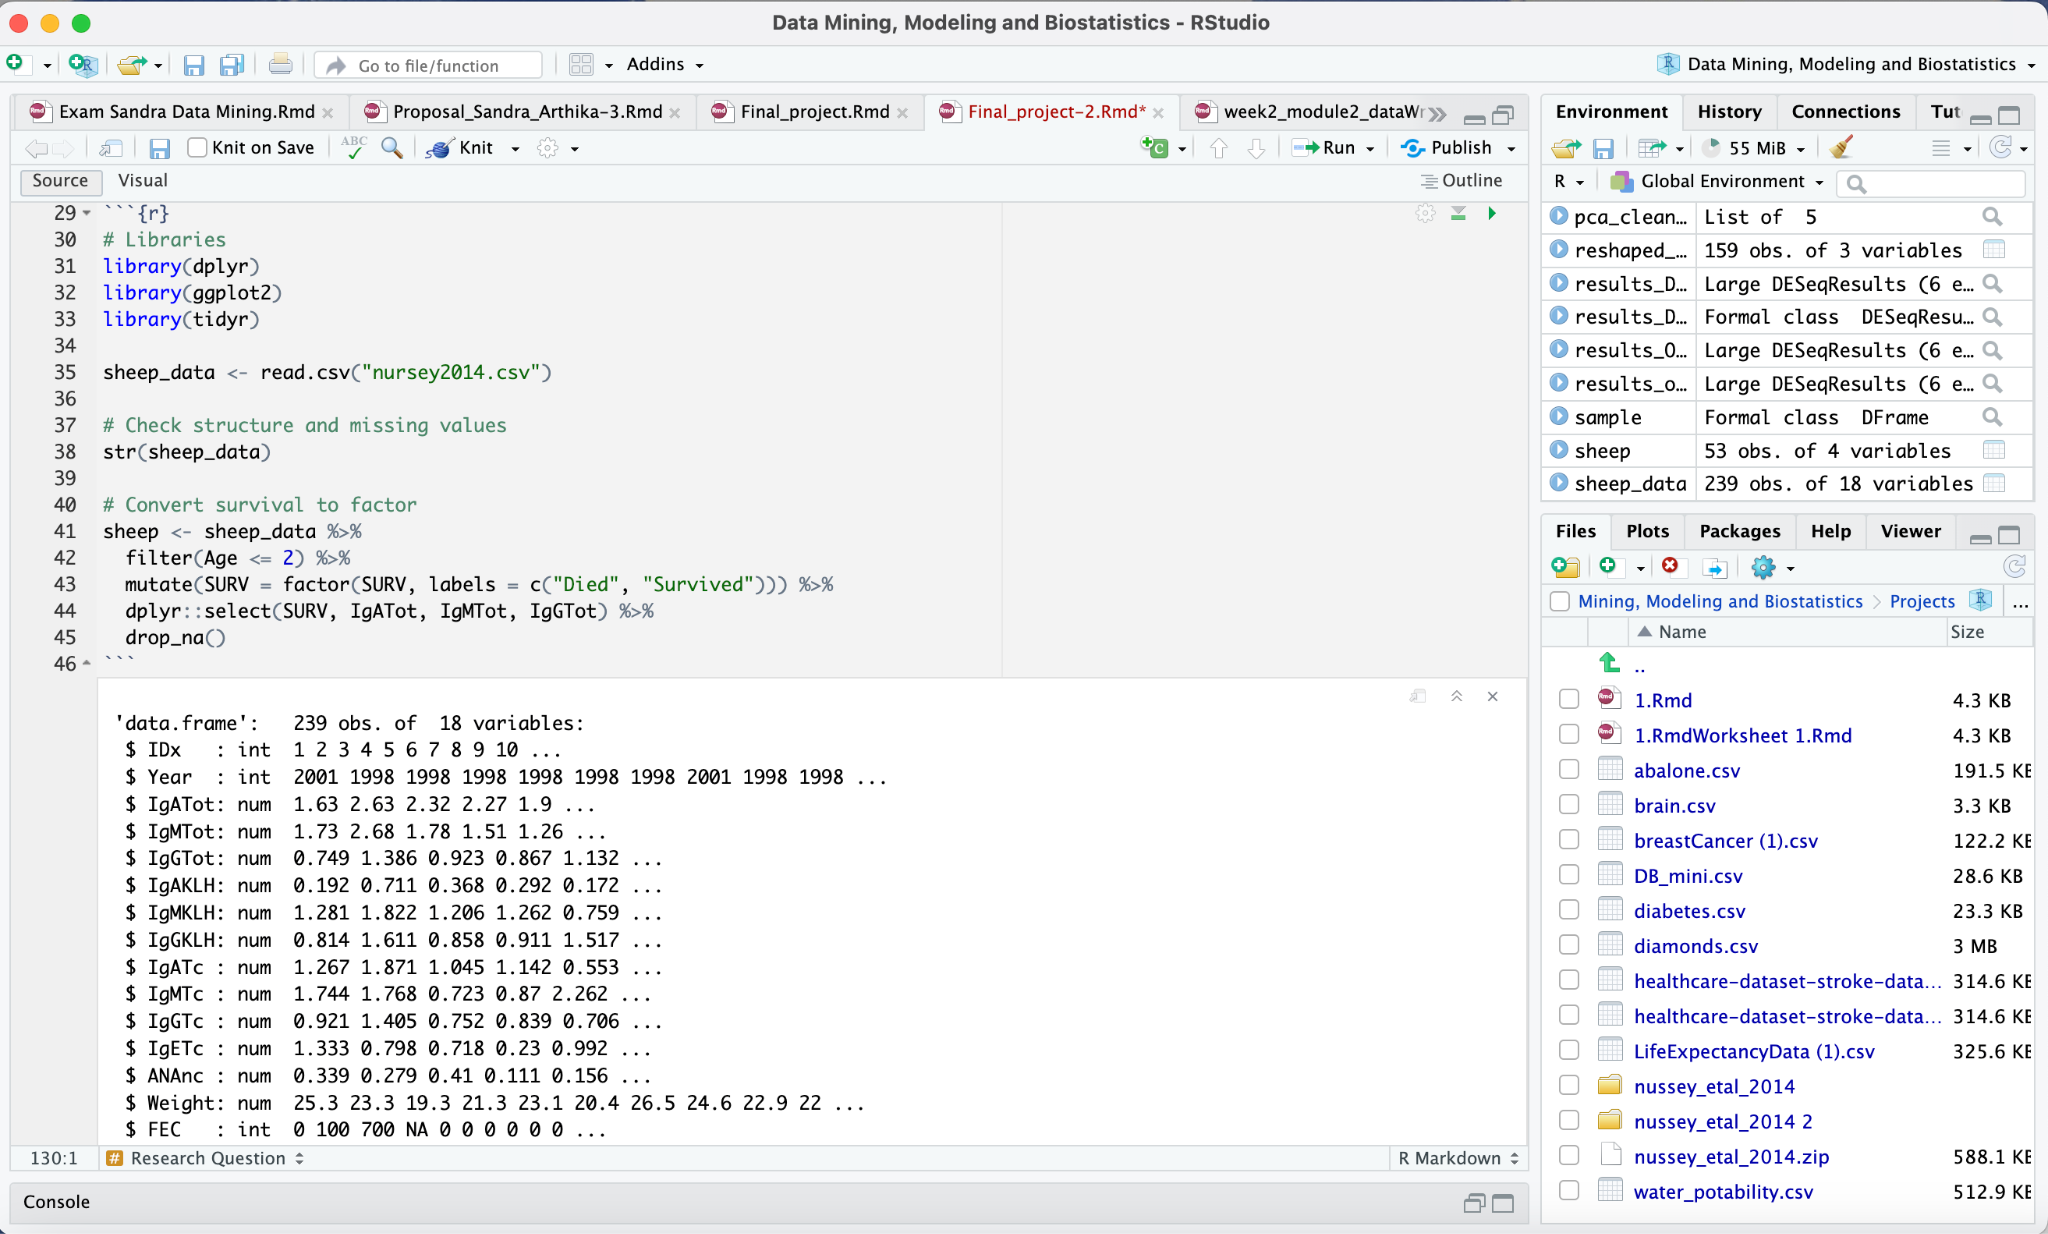 Data Mining, Modeling and Biostatistics - RStudio
Go to file/function
Addins
Data Mining, Modeling and Biostatistics
Exam Sandra Data Mining.Rmd
Proposal_Sandra_Arthika-3.Rmd
Final_project.Rmd
Final_project-2.Rmd*
week2_module2_dataWr
Knit on Save
ABC
Knit
Run
Publish
Source
Visual
Outline
29 ```{r}
30 # Libraries
31 library(dplyr)
32 library(ggplot2)
33 library(tidyr)
34
35 sheep_data <- read.csv("nursey2014.csv")
36
37 # Check structure and missing values
38 str(sheep_data)
39
40 # Convert survival to factor
41 sheep <- sheep_data %>%
42 filter(Age <= 2) %>%
43 mutate(SURV = factor(SURV, labels = c("Died", "Survived"))) %>%
44 dplyr::select(SURV, IgATot, IgMTot, IgGTot) %>%
45 drop_na()
46 ```
'data.frame': 239 obs. of 18 variables:
$ IDx : int 1 2 3 4 5 6 7 8 9 10 ...
$ Year : int 2001 1998 1998 1998 1998 1998 1998 2001 1998 1998 ...
$ IgATot: num 1.63 2.63 2.32 2.27 1.9 ...
$ IgMTot: num 1.73 2.68 1.78 1.51 1.26 ...
$ IgGTot: num 0.749 1.386 0.923 0.867 1.132 ...
$ IgAKLH: num 0.192 0.711 0.368 0.292 0.172 ...
$ IgMKLH: num 1.281 1.822 1.206 1.262 0.759 ...
$ IgGKLH: num 0.814 1.611 0.858 0.911 1.517 ...
$ IgATc : num 1.267 1.871 1.045 1.142 0.553 ...
$ IgMTc : num 1.744 1.768 0.723 0.87 2.262 ...
$ IgGTc : num 0.921 1.405 0.752 0.839 0.706 ...
$ IgETc : num 1.333 0.798 0.718 0.23 0.992 ...
$ ANAnc : num 0.339 0.279 0.41 0.111 0.156 ...
$ Weight: num 25.3 23.3 19.3 21.3 23.1 20.4 26.5 24.6 22.9 22 ...
$ FEC : int 0 100 700 NA 0 0 0 0 0 0 ...
130:1
# Research Question
R Markdown
Console
Environment
History
Connections
Tut
55 MiB
R
Global Environment
pca_clean... List of 5
reshaped_... 159 obs. of 3 variables
results_D... Large DESeqResults (6 e...
results_D... Formal class DESeqResu...
results_O... Large DESeqResults (6 e...
results_o... Large DESeqResults (6 e...
sample Formal class DFrame
sheep 53 obs. of 4 variables
sheep_data 239 obs. of 18 variables
Files
Plots
Packages
Help
Viewer
Mining, Modeling and Biostatistics > Projects ...
Name Size
..
1.Rmd 4.3 KB
1.RmdWorksheet 1.Rmd 4.3 KB
abalone.csv 191.5 KB
brain.csv 3.3 KB
breastCancer (1).csv 122.2 KB
DB_mini.csv 28.6 KB
diabetes.csv 23.3 KB
diamonds.csv 3 MB
healthcare-dataset-stroke-data... 314.6 KB
healthcare-dataset-stroke-data... 314.6 KB
LifeExpectancyData (1).csv 325.6 KB
nussey_etal_2014
nussey_etal_2014 2
nussey_etal_2014.zip 588.1 KB
water_potability.csv 512.9 KB